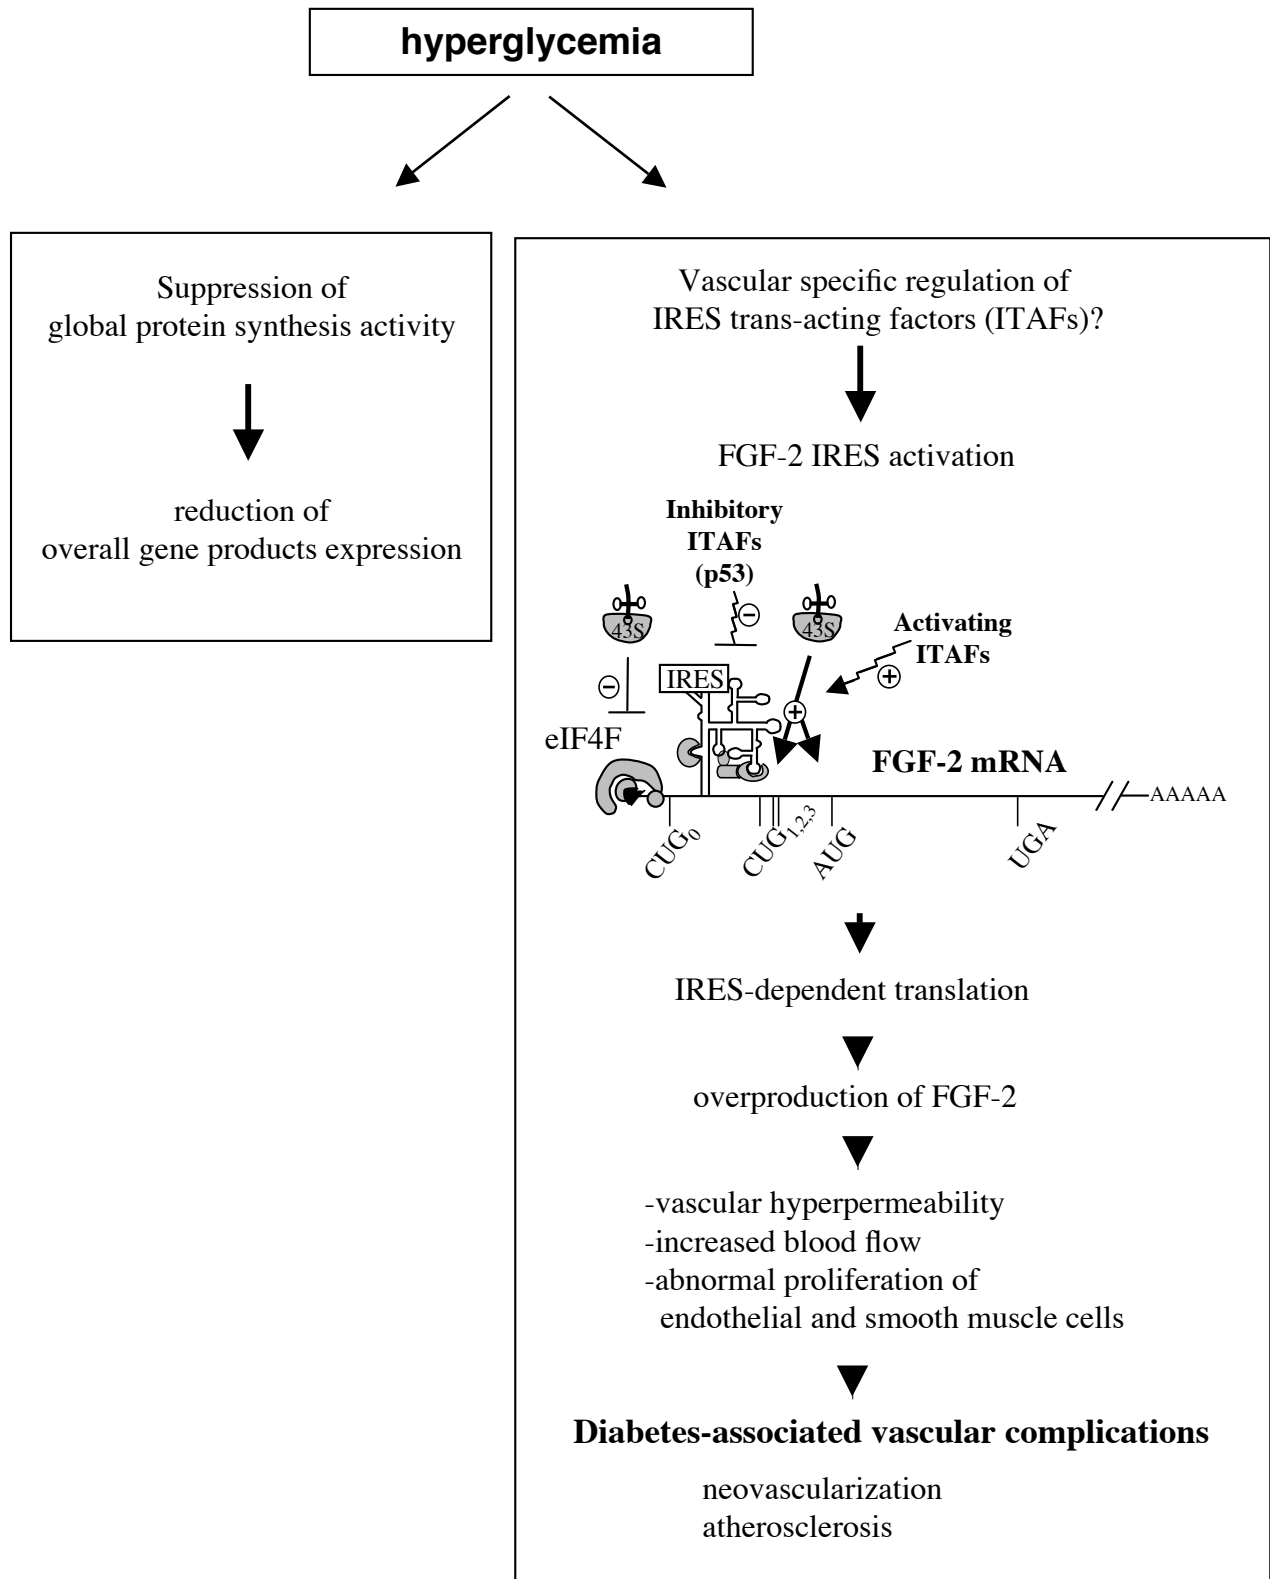 hyperglycemia
Suppression of
global protein synthesis activity
reduction of
overall gene products expression
Vascular specific regulation of
IRES trans-acting factors (ITAFs)?
FGF-2 IRES activation
Inhibitory
ITAFs
(p53)
43S
43S
Activating
ITAFs
IRES
eIF4F
FGF-2 mRNA
AAAAA
CUG0
CUG1,2,3
AUG
UGA
IRES-dependent translation
overproduction of FGF-2
-vascular hyperpermeability
-increased blood flow
-abnormal proliferation of
endothelial and smooth muscle cells
Diabetes-associated vascular complications
neovascularization
atherosclerosis